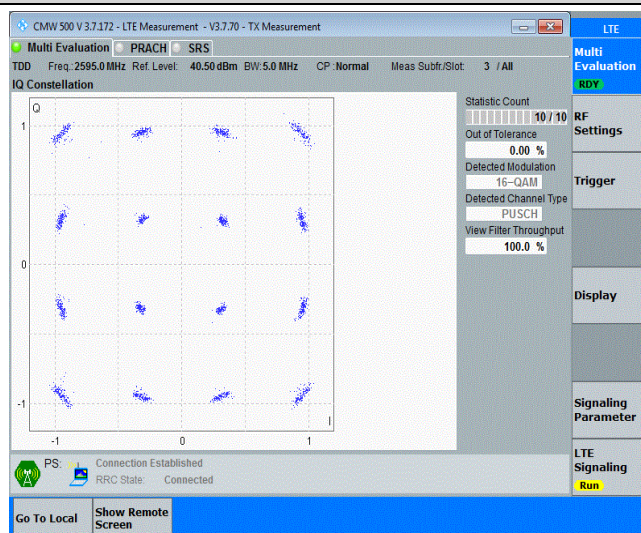 CMW 500 V 3.7.172 - LTE Measurement - V3.7.70 - TX Measurement
LTE
Multi Evaluation PRACH SRS
TDD Freq.: 2595.0 MHz Ref. Level: 40.50 dBm BW: 5.0 MHz CP : Normal Meas Subfr./Slot: 3 / All
IQ Constellation
Q
1
0
-1
-1 0 1
I
Statistic Count
10 / 10
Out of Tolerance
0.00 %
Detected Modulation
16-QAM
Detected Channel Type
PUSCH
View Filter Throughput
100.0 %
PS: Connection Established
RRC State: Connected
Multi
Evaluation
RDY
RF
Settings
Trigger
Display
Signaling
Parameter
LTE
Signaling
Run
Go To Local
Show Remote
Screen